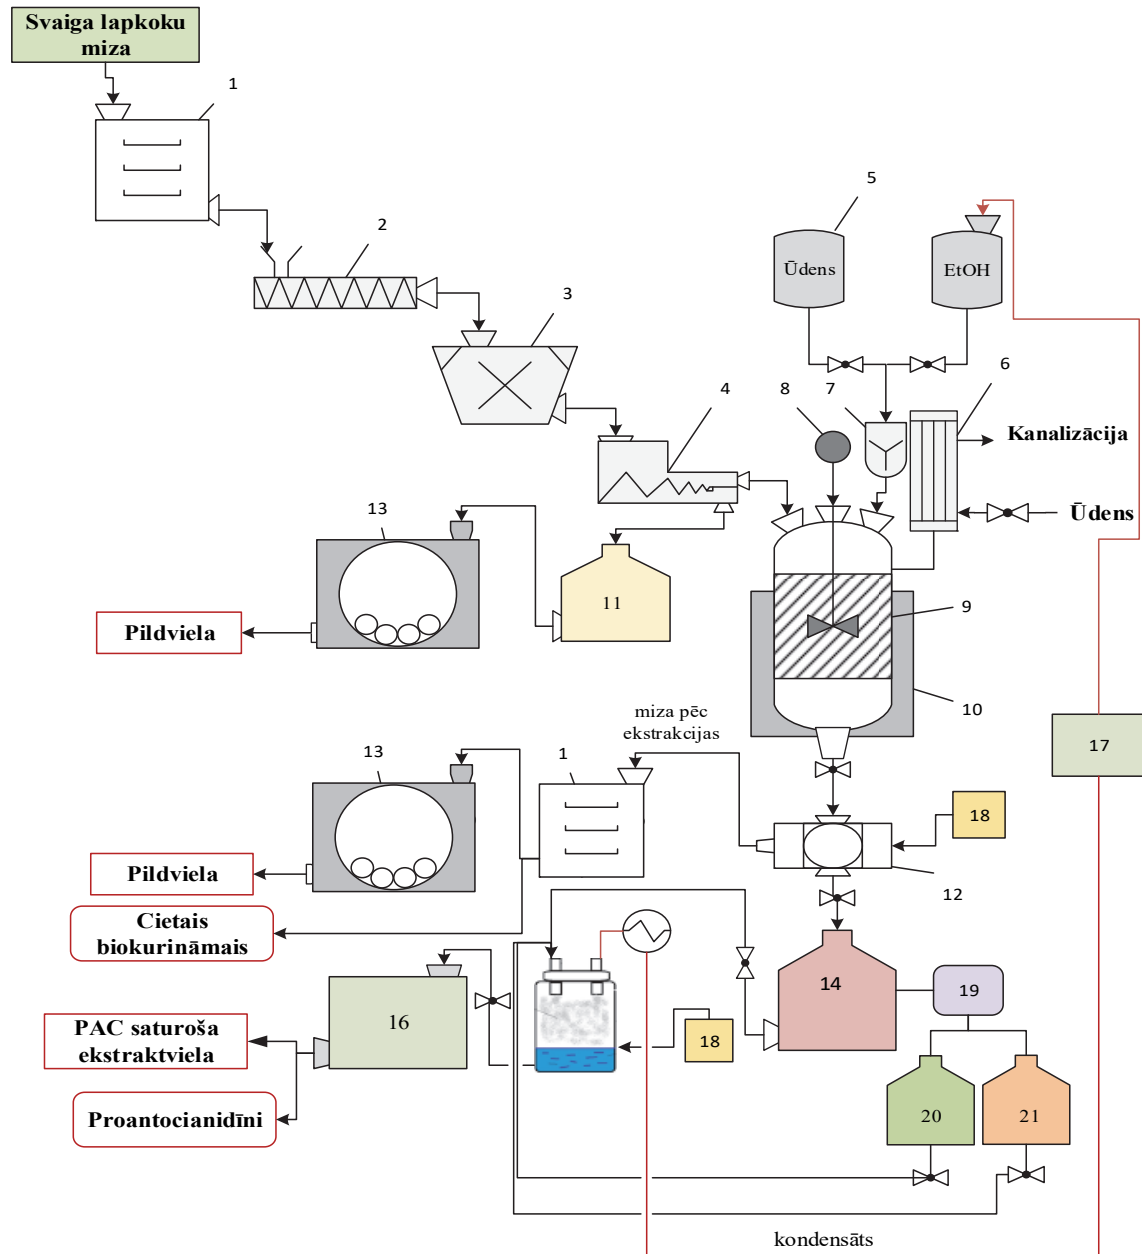 Svaiga lapkoku
miza
1
2
3
4
5
Ūdens
EtOH
6
7
8
Kanalizācija
Ūdens
13
11
9
Pildviela
10
miza pēc
ekstrakcijas
17
13
1
18
Pildviela
12
Cietais
biokurināmais
14
19
16
18
PAC saturoša
ekstraktviela
Proantocianidīni
20
21
kondensāts